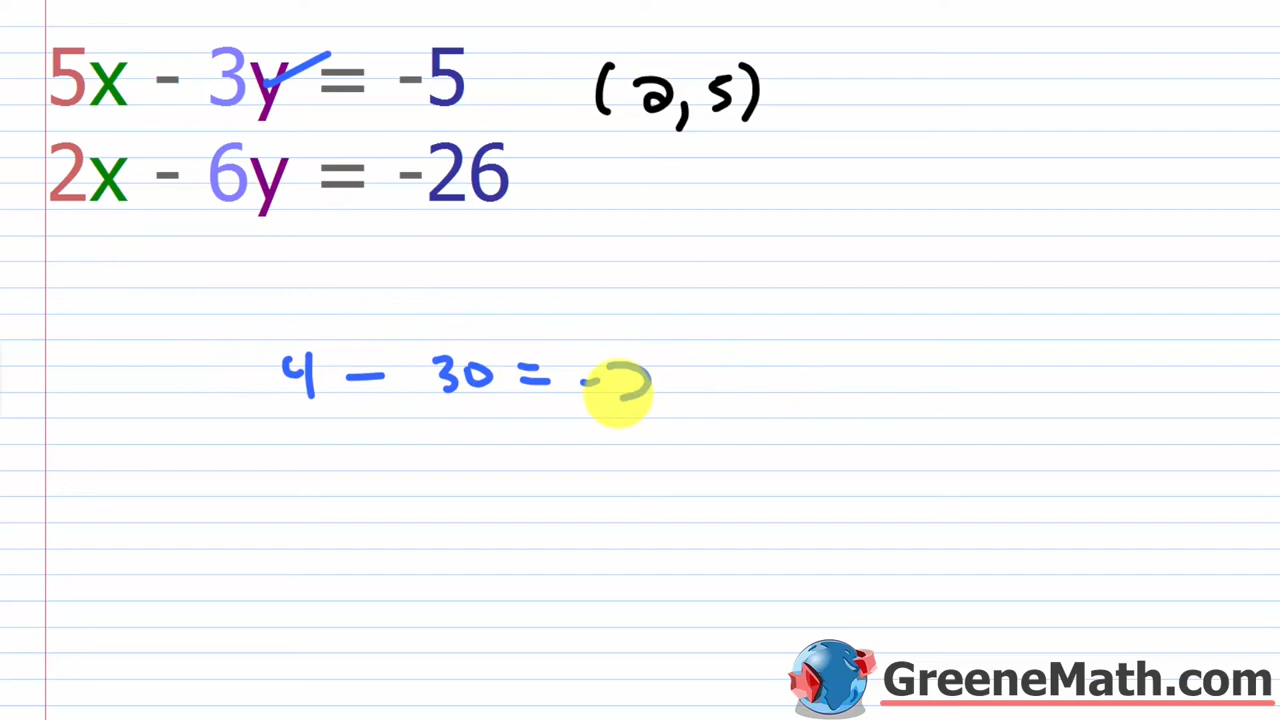 5x - 3y = -5
(2,5)
2x - 6y = -26
4 - 30 = -
GreeneMath.com